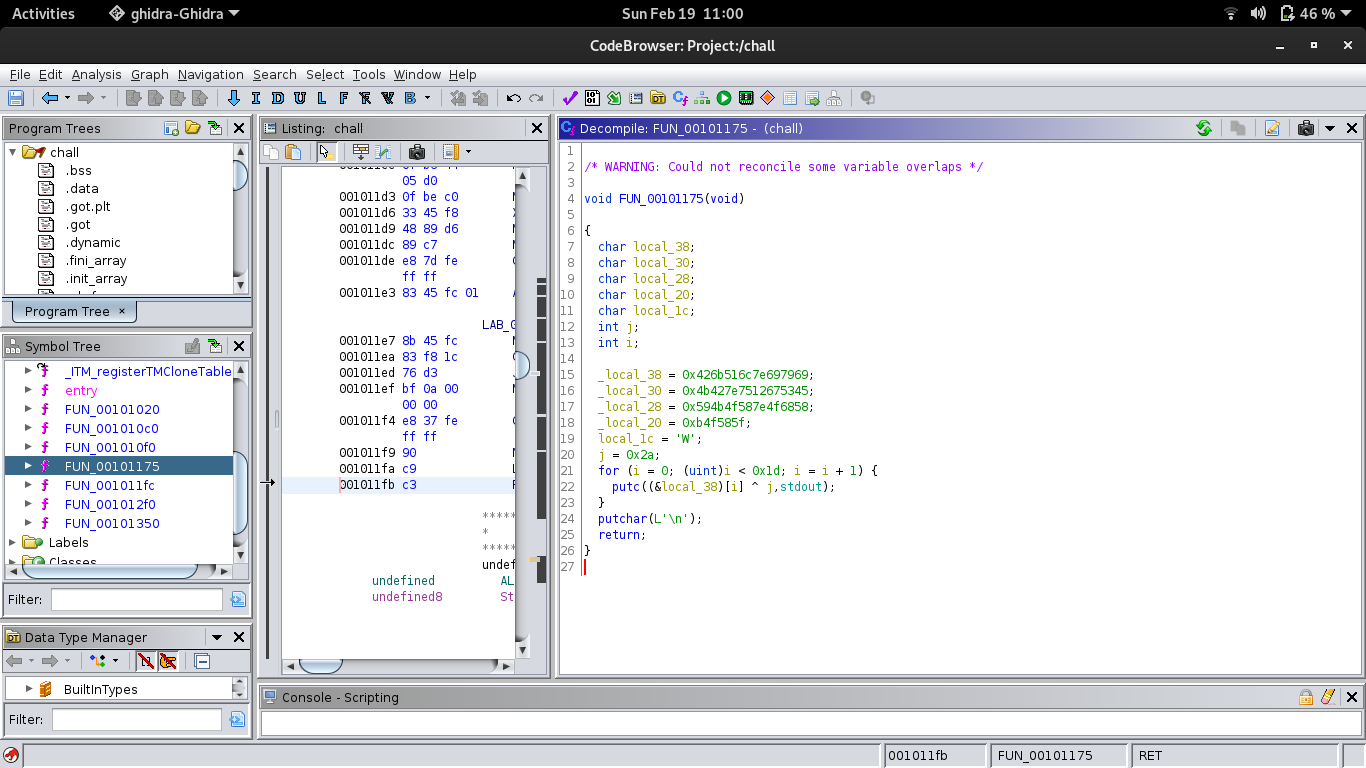 Activities ghidra-Ghidra Sun Feb 19 11:00 46 %
CodeBrowser: Project:/chall
File Edit Analysis Graph Navigation Search Select Tools Window Help
I D U L F B
Program Trees
chall
.bss
.data
.got.plt
.got
.dynamic
.fini_array
.init_array
Program Tree ×
Symbol Tree
f _ITM_registerTMCloneTable
f entry
f FUN_00101020
f FUN_001010c0
f FUN_001010f0
f FUN_00101175
f FUN_001011fc
f FUN_001012f0
f FUN_00101350
Labels
Classes
Filter:
Data Type Manager
BuiltInTypes
Filter:
Listing: chall
05 d0
001011d3 0f be c0
001011d6 33 45 f8
001011d9 48 89 d6
001011dc 89 c7
001011de e8 7d fe
ff ff
001011e3 83 45 fc 01
LAB_
001011e7 8b 45 fc
001011ea 83 f8 1c
001011ed 76 d3
001011ef bf 0a 00
00 00
001011f4 e8 37 fe
ff ff
001011f9 90
001011fa c9
001011fb c3
*****
*
*****
undef
undefined AL
undefined8 St
Decompile: FUN_00101175 - (chall)
1
2 /* WARNING: Could not reconcile some variable overlaps */
3
4 void FUN_00101175(void)
5
6 {
7 char local_38;
8 char local_30;
9 char local_28;
10 char local_20;
11 char local_1c;
12 int j;
13 int i;
14
15 _local_38 = 0x426b516c7e697969;
16 _local_30 = 0x4b427e7512675345;
17 _local_28 = 0x594b4f587e4f6858;
18 _local_20 = 0xb4f585f;
19 local_1c = 'W';
20 j = 0x2a;
21 for (i = 0; (uint)i < 0x1d; i = i + 1) {
22 putc((&local_38)[i] ^ j,stdout);
23 }
24 putchar(L'\n');
25 return;
26 }
27
Console - Scripting
001011fb FUN_00101175 RET